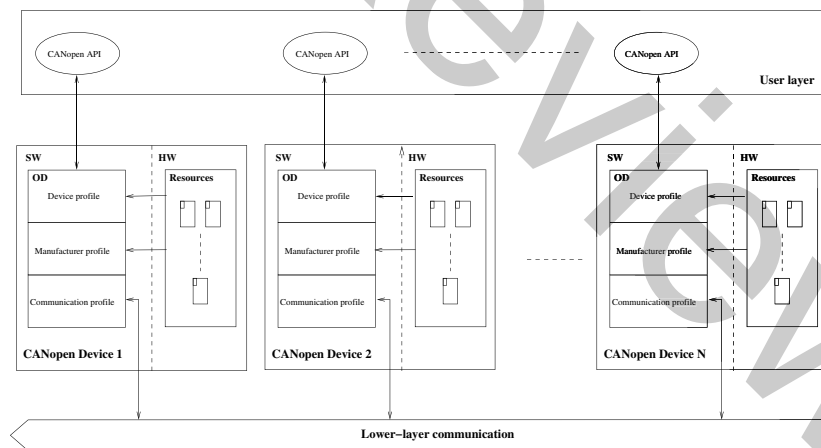 CANopen API
CANopen API
CANopen API
User layer
SW
HW
OD
Resources
Device profile
Manufacturer profile
Communication profile
CANopen Device 1
SW
HW
OD
Resources
Device profile
Manufacturer profile
Communication profile
CANopen Device 2
SW
HW
OD
Resources
Device profile
Manufacturer profile
Communication profile
CANopen Device N
Lower-layer communication